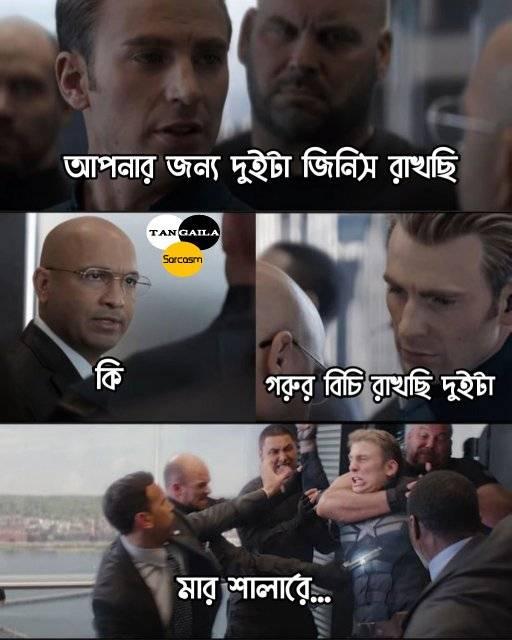 আপনার জন্য দুইটা জিনিস রাখছি
TANGAILA
Sarcasm
কি
গরুর বিচি রাখছি দুইটা
মার শালারে...